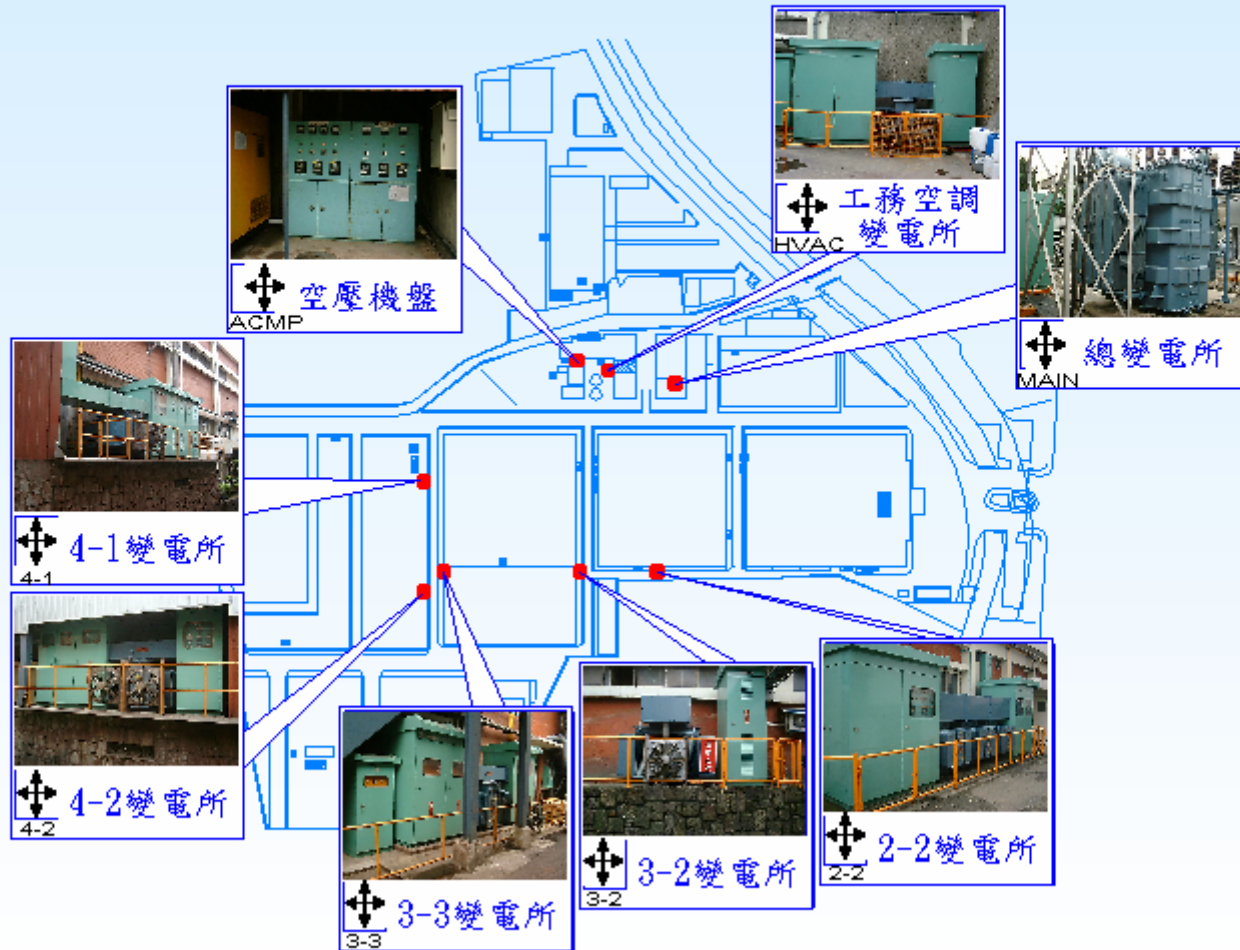 工務空調
變電所
HVAC
空壓機盤
ACMP
總變電所
MAIN
4-1變電所
4-1
4-2變電所
4-2
3-3變電所
3-3
3-2變電所
3-2
2-2變電所
2-2